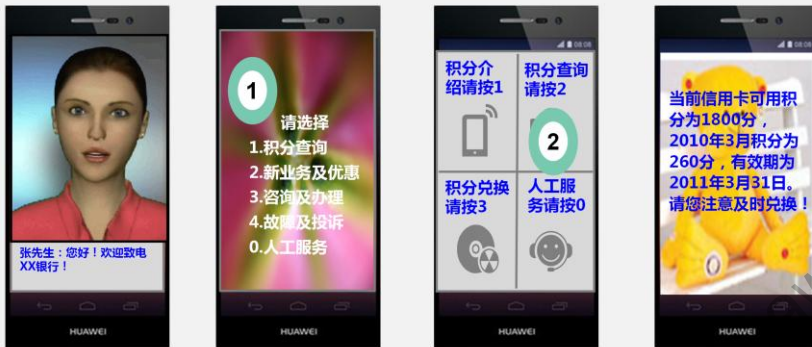 张先生：您好！欢迎致电
XX银行！
HUAWEI
1
请选择
1.积分查询
2.新业务及优惠
3.咨询及办理
4.故障及投诉
0.人工服务
HUAWEI
08:08
积分介
绍请按1
积分查询
请按2
2
积分兑换
请按3
人工服
务请按0
HUAWEI
08:08
当前信用卡可用积
分为1800分，
2010年3月积分为
260分，有效期为
2011年3月31日。
请您注意及时兑换！
HUAWEI